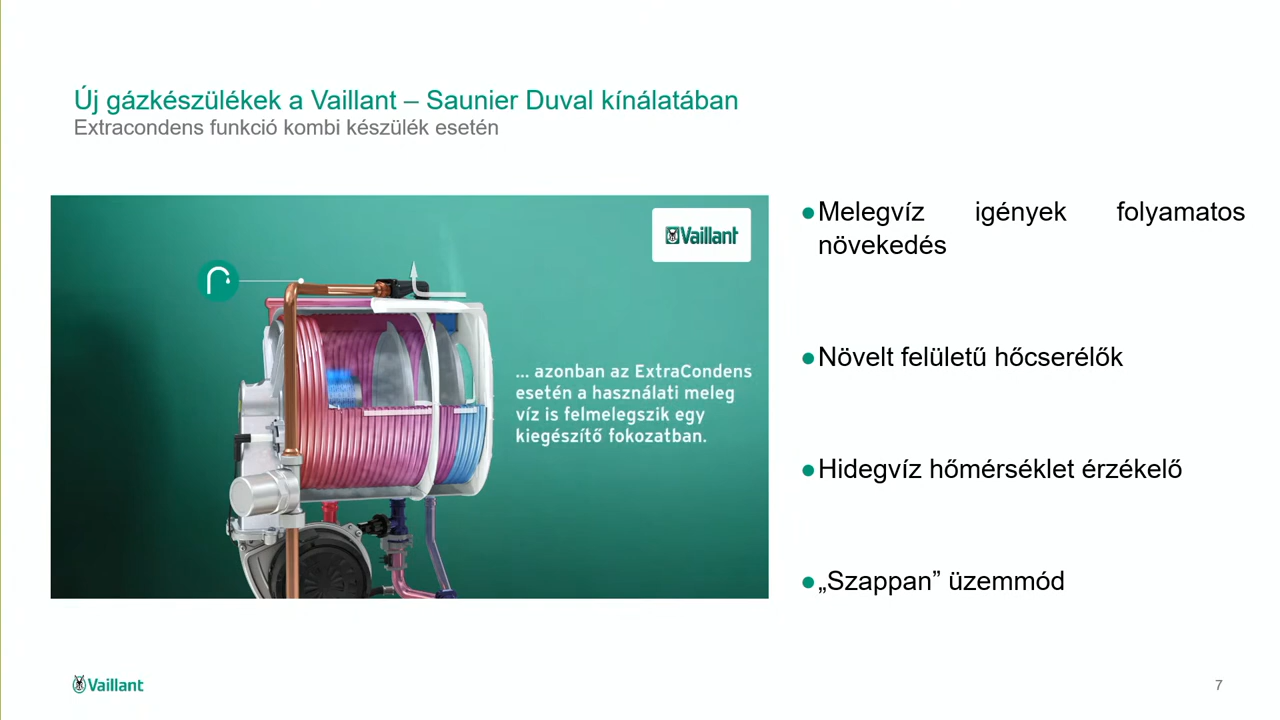 Új gázkészülékek a Vaillant – Saunier Duval kínálatában
Extracondens funkció kombi készülék esetén
Vaillant
... azonban az ExtraCondens
esetén a használati meleg
víz is felmelegszik egy
kiegészítő fokozatban.
●Melegvíz igények folyamatos
növekedés
●Növelt felületű hőcserélők
●Hidegvíz hőmérséklet érzékelő
●„Szappan” üzemmód
Vaillant
7